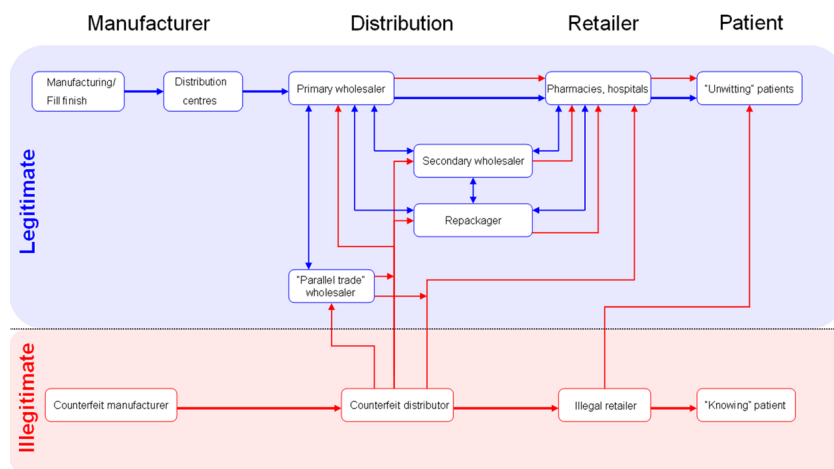 Manufacturer Distribution Retailer Patient
Legitimate
Manufacturing/
Fill finish
Distribution
centres
Primary wholesaler
Pharmacies, hospitals
"Unwitting" patients
Secondary wholesaler
Repackager
"Parallel trade"
wholesaler
Illegitimate
Counterfeit manufacturer
Counterfeit distributor
Illegal retailer
"Knowing" patient